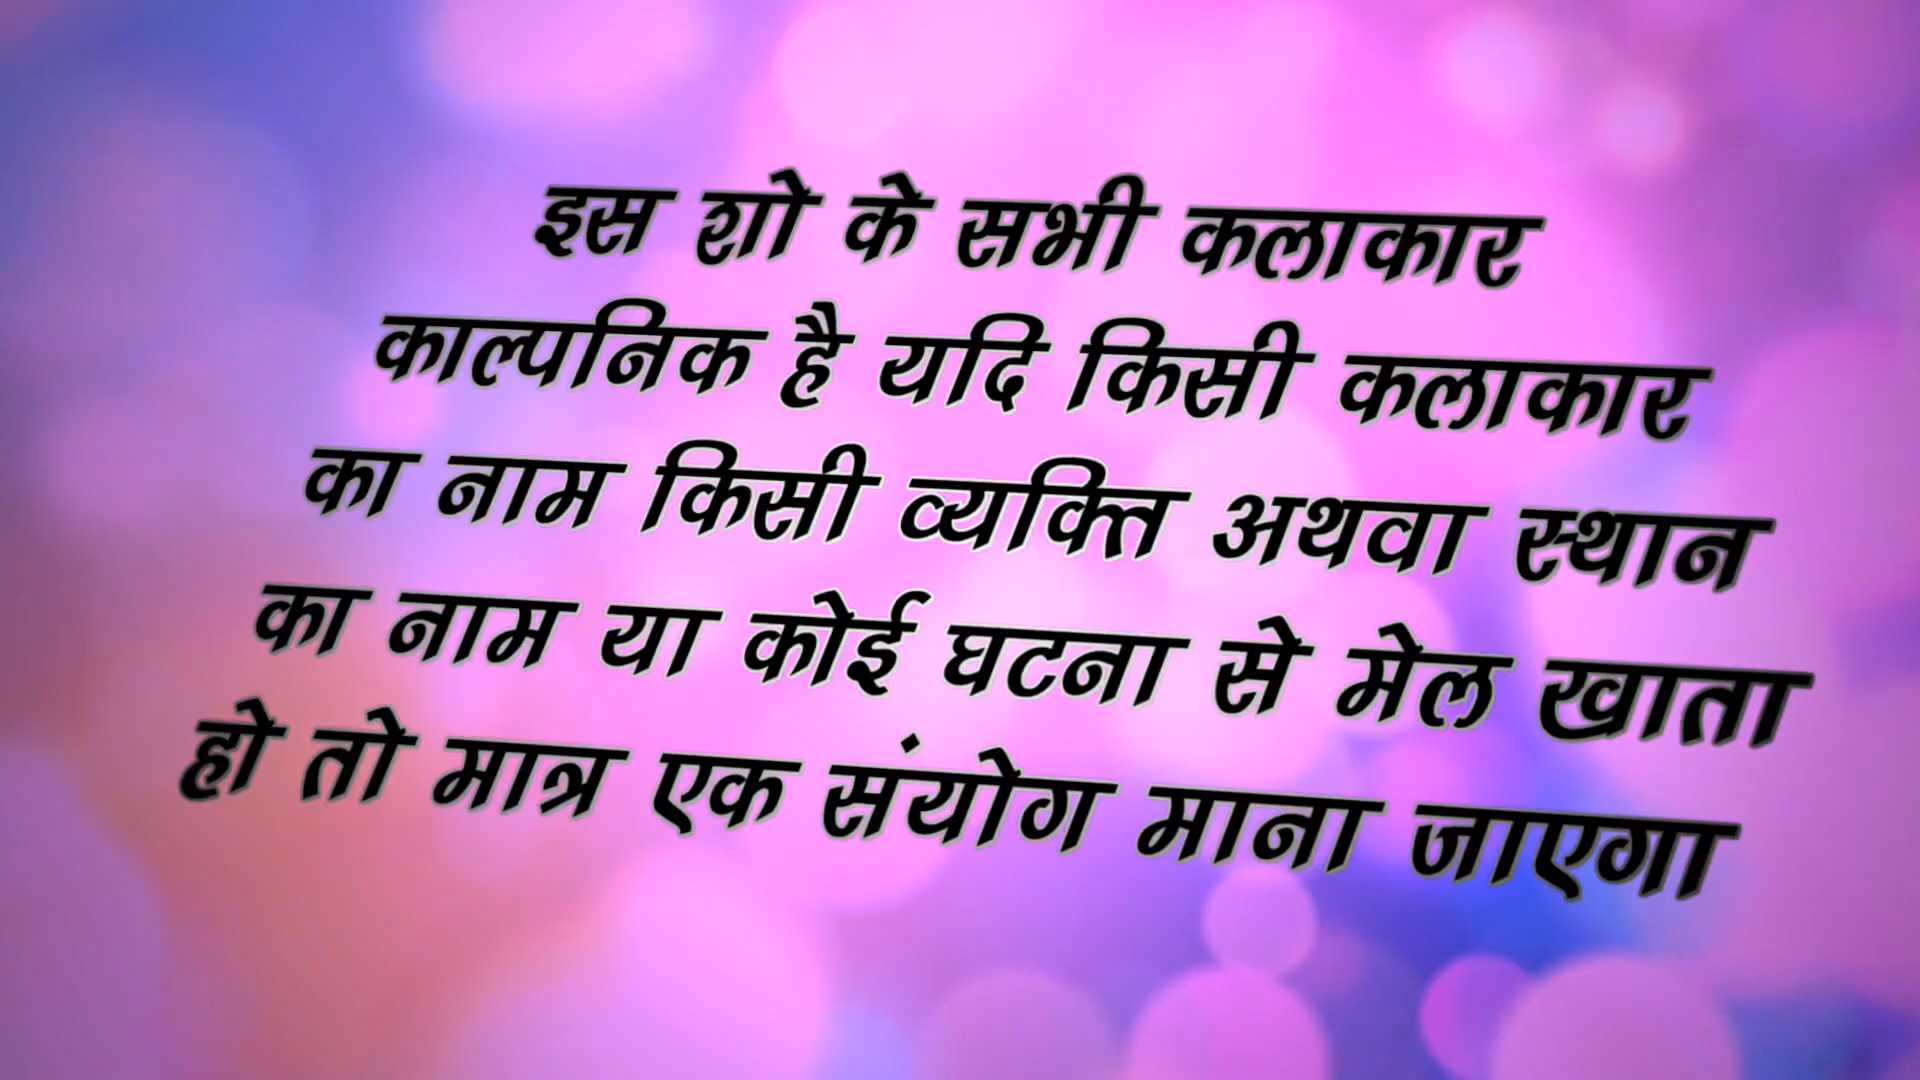 इस शो के सभी कलाकार
काल्पनिक है यदि किसी कलाकार
का नाम किसी व्यक्ति अथवा स्थान
का नाम या कोई घटना से मेल खाता
हो तो मात्र एक संयोग माना जाएगा